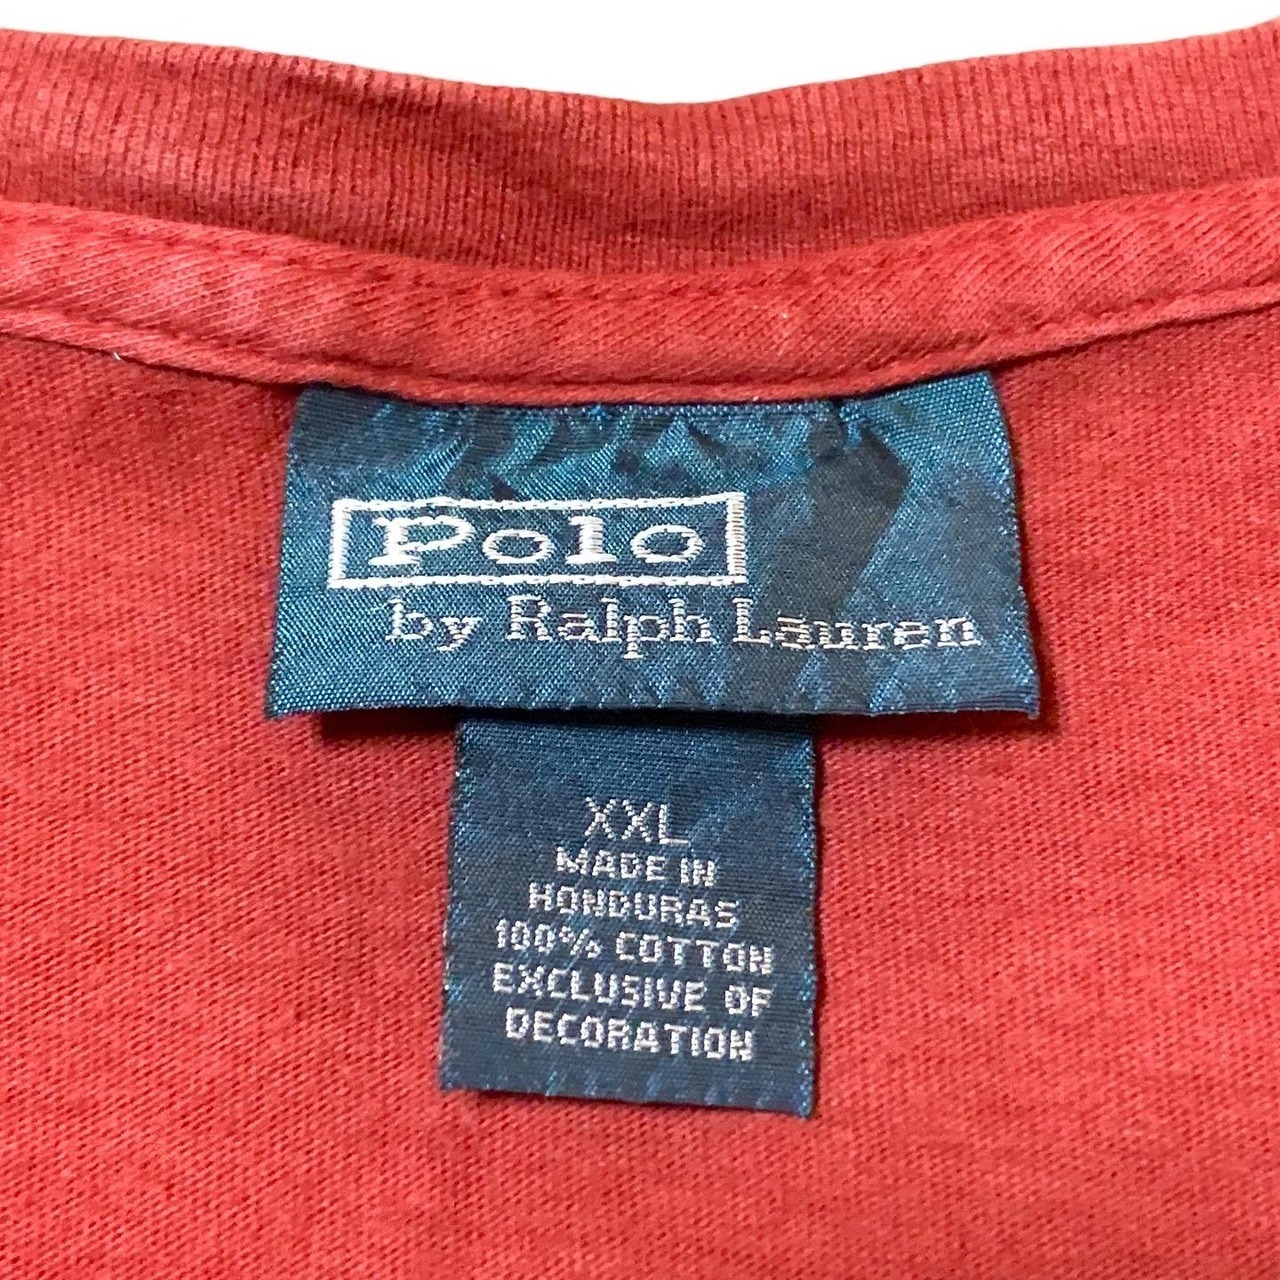 Polo
by Ralph Lauren
XXL
MADE IN
HONDURAS
100% COTTON
EXCLUSIVE OF
DECORATION